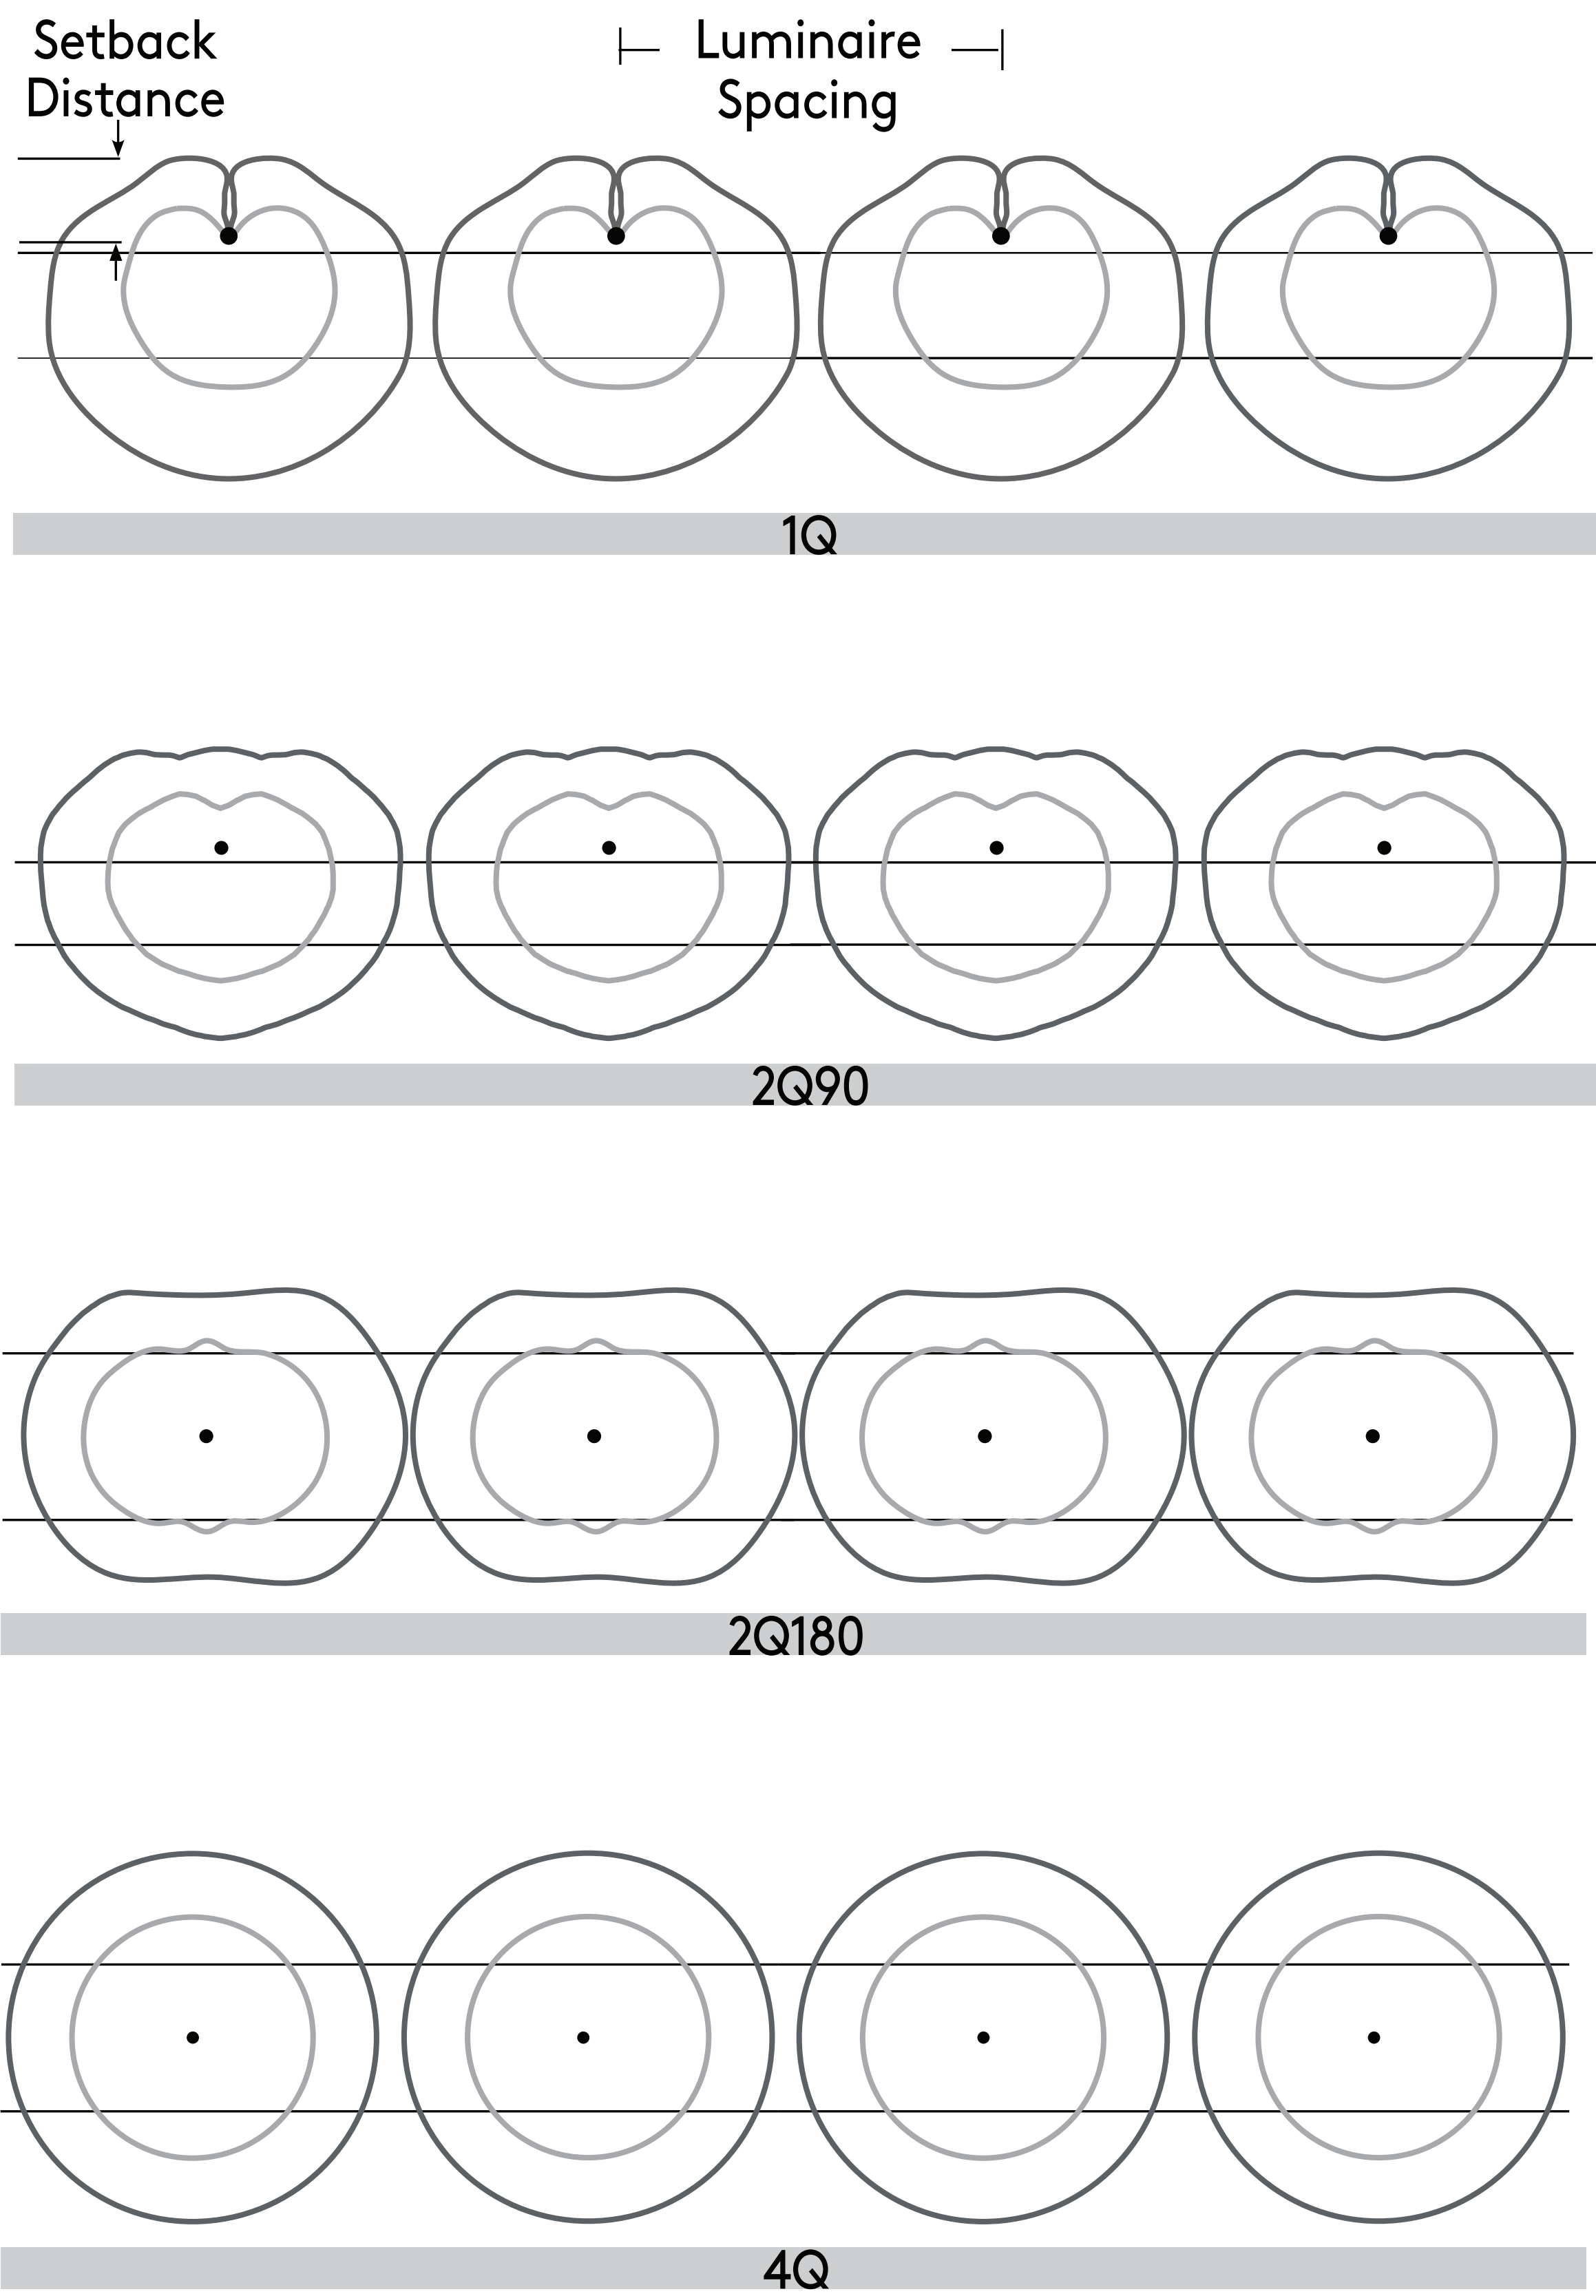 Setback
Distance
Luminaire
Spacing
1Q
2Q90
2Q180
4Q